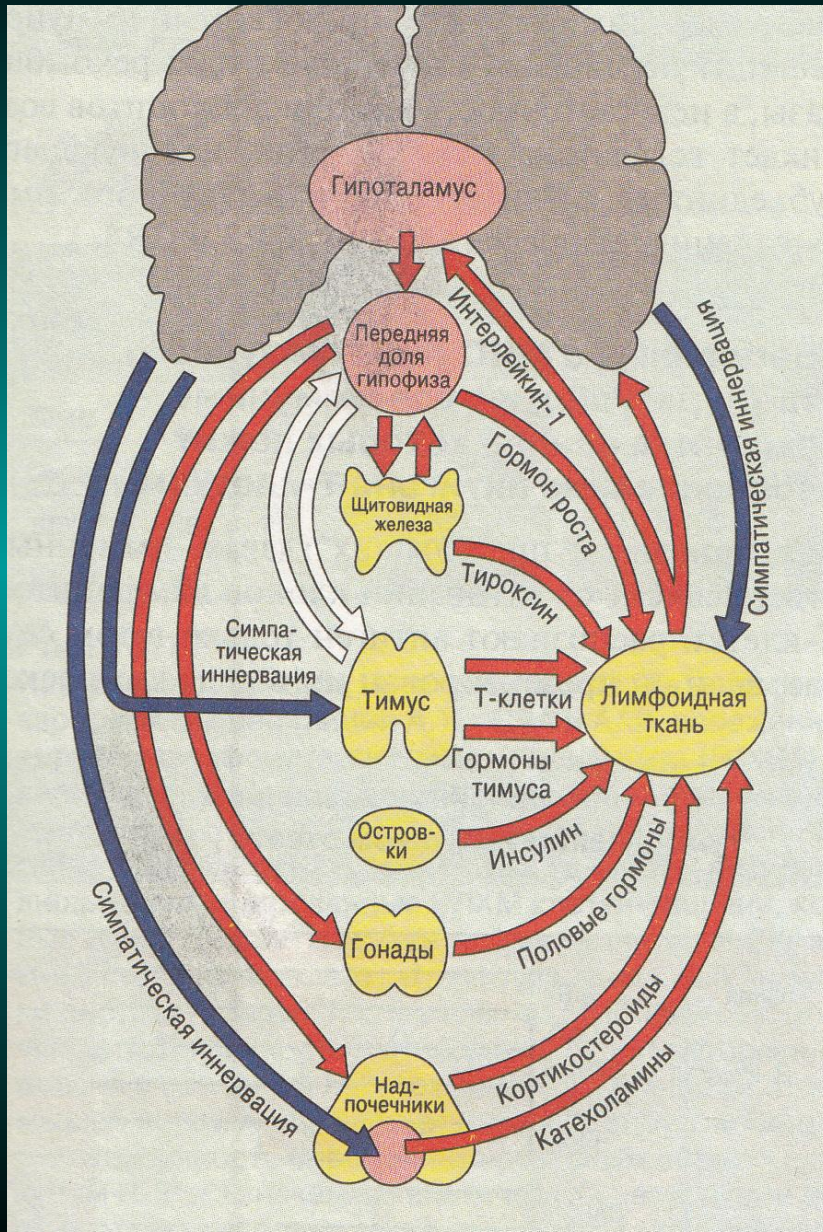 Гипоталамус
Передняя
доля
гипофиза
Интерлейкин-1
Гормон роста
Симпатическая иннервация
Щитовидная
железа
Тироксин
Симпа-
тическая
иннервация
Тимус
Т-клетки
Лимфоидная
ткань
Гормоны
тимуса
Остров-
ки
Инсулин
Гонады
Половые гормоны
Симпатическая иннервация
Над-
почечники
Кортикостероиды
Катехоламины